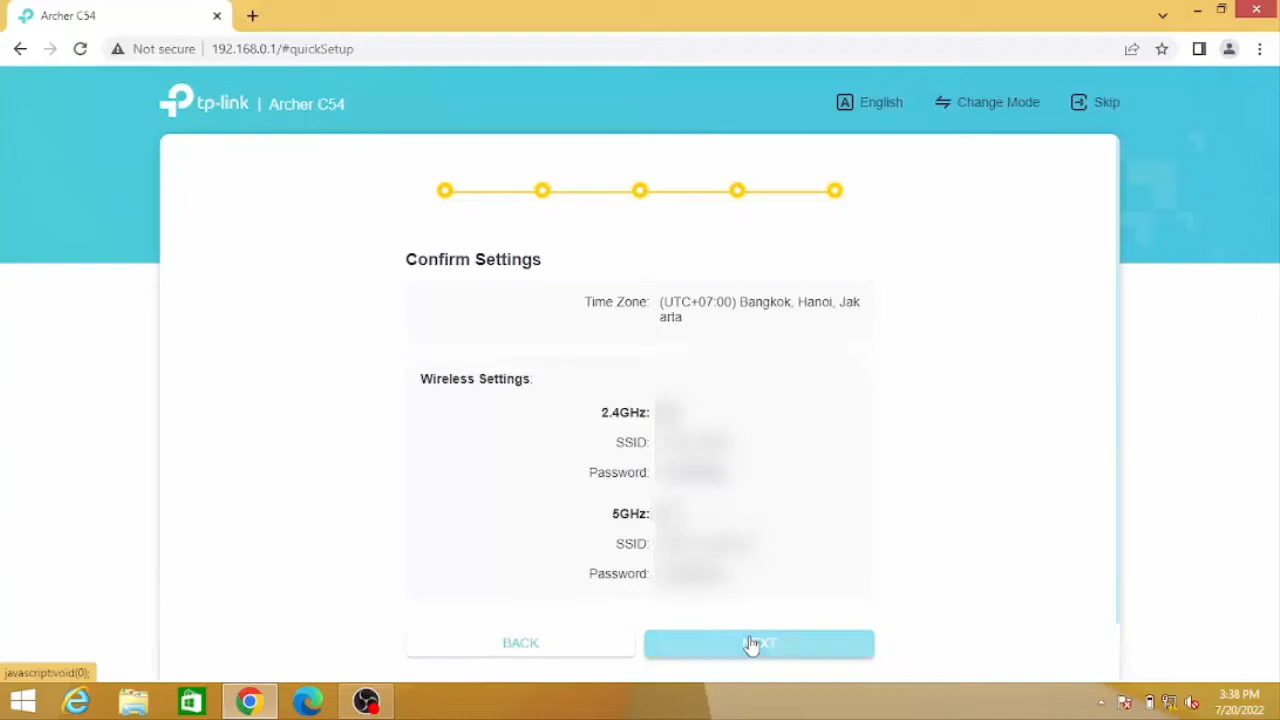 Archer C54
Not secure 192.168.0.1/#quickSetup
tp-link | Archer C54
A English Change Mode Skip
Confirm Settings
Time Zone: (UTC+07:00) Bangkok, Hanoi, Jak
arta
Wireless Settings:
2.4GHz:
SSID:
Password:
5GHz:
SSID:
Password:
BACK NEXT
javascript:void(0);
3:38 PM
7/20/2022